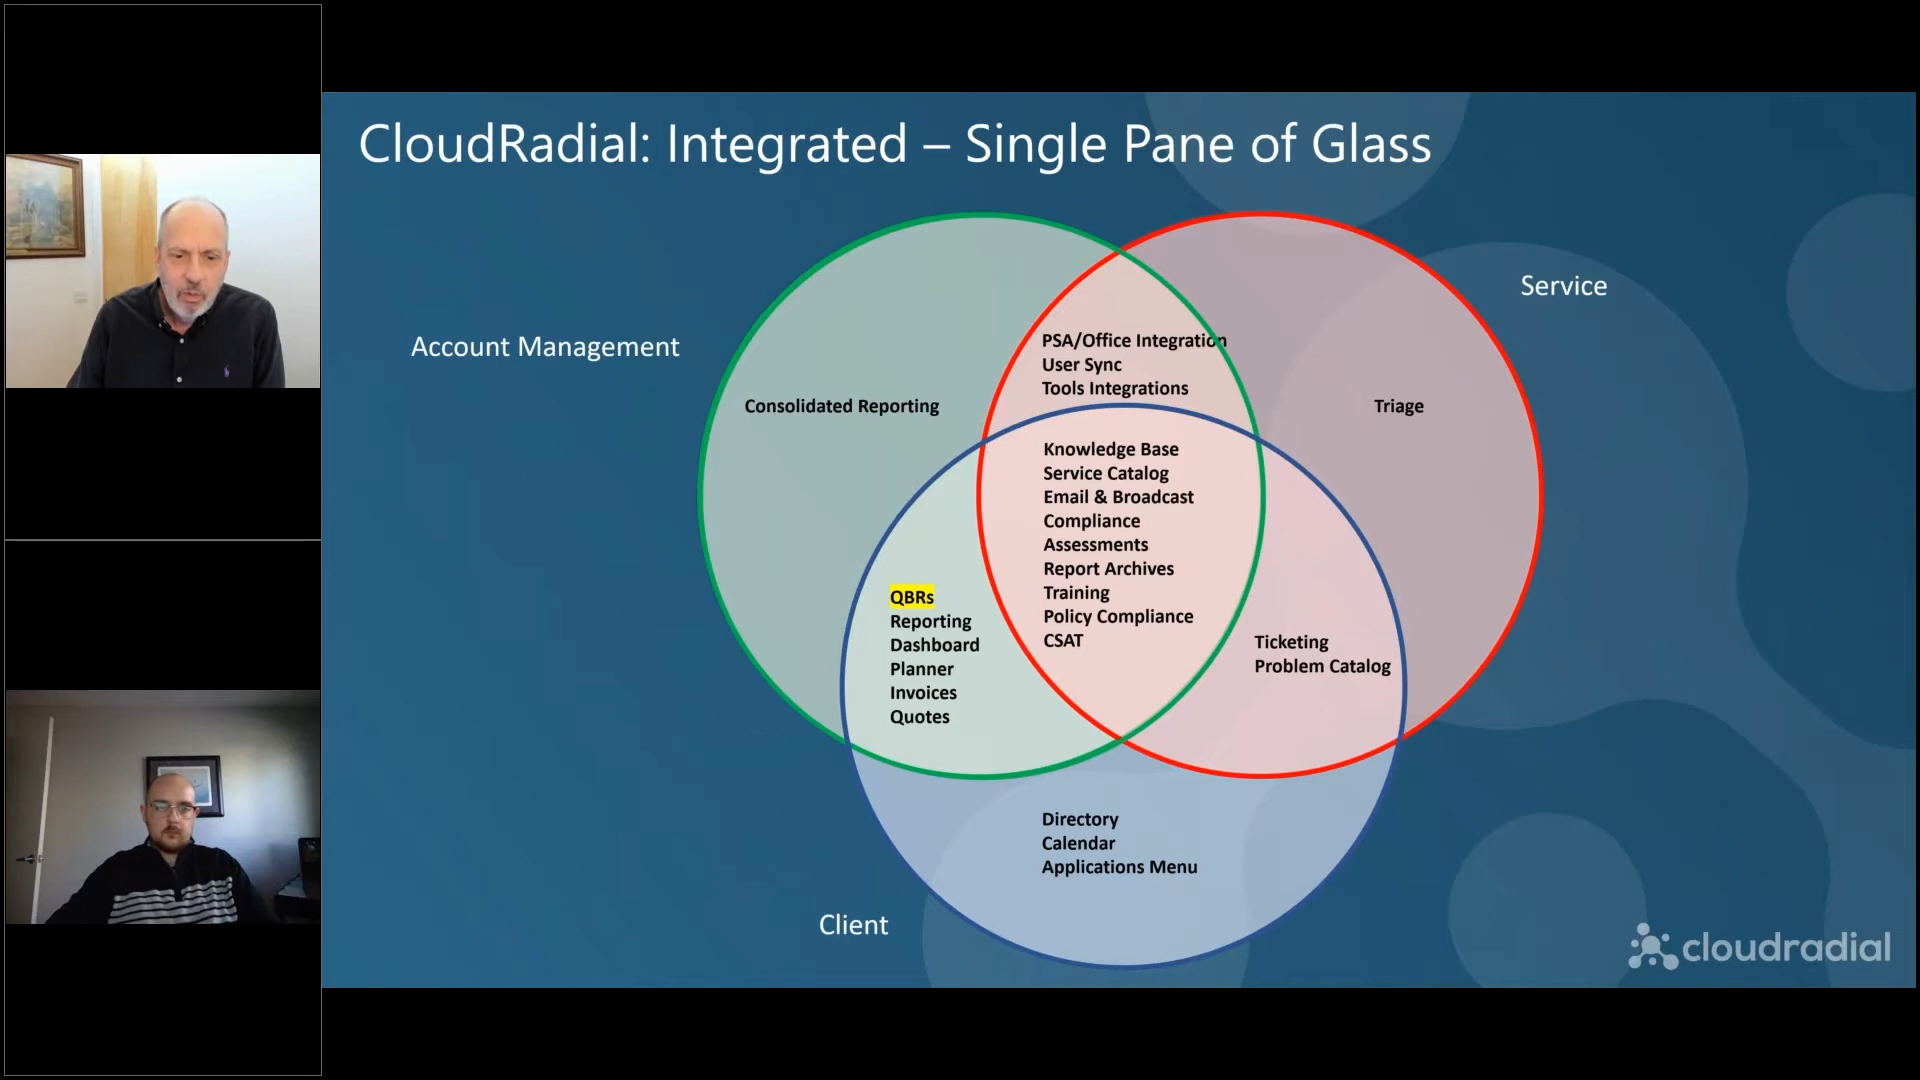 CloudRadial: Integrated – Single Pane of Glass
Service
Account Management
PSA/Office Integration
User Sync
Tools Integrations
Consolidated Reporting
Triage
Knowledge Base
Service Catalog
Email & Broadcast
Compliance
Assessments
Report Archives
Training
Policy Compliance
CSAT
QBRs
Reporting
Dashboard
Planner
Invoices
Quotes
Ticketing
Problem Catalog
Directory
Calendar
Applications Menu
Client
cloudradial